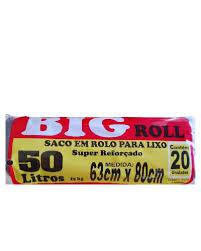 BIG ROLL
SACO EM ROLO PARA LIXO
Super Reforçado
Contém
20
Unidades
50
Litros
MEDIDA:
63cm x 80cm